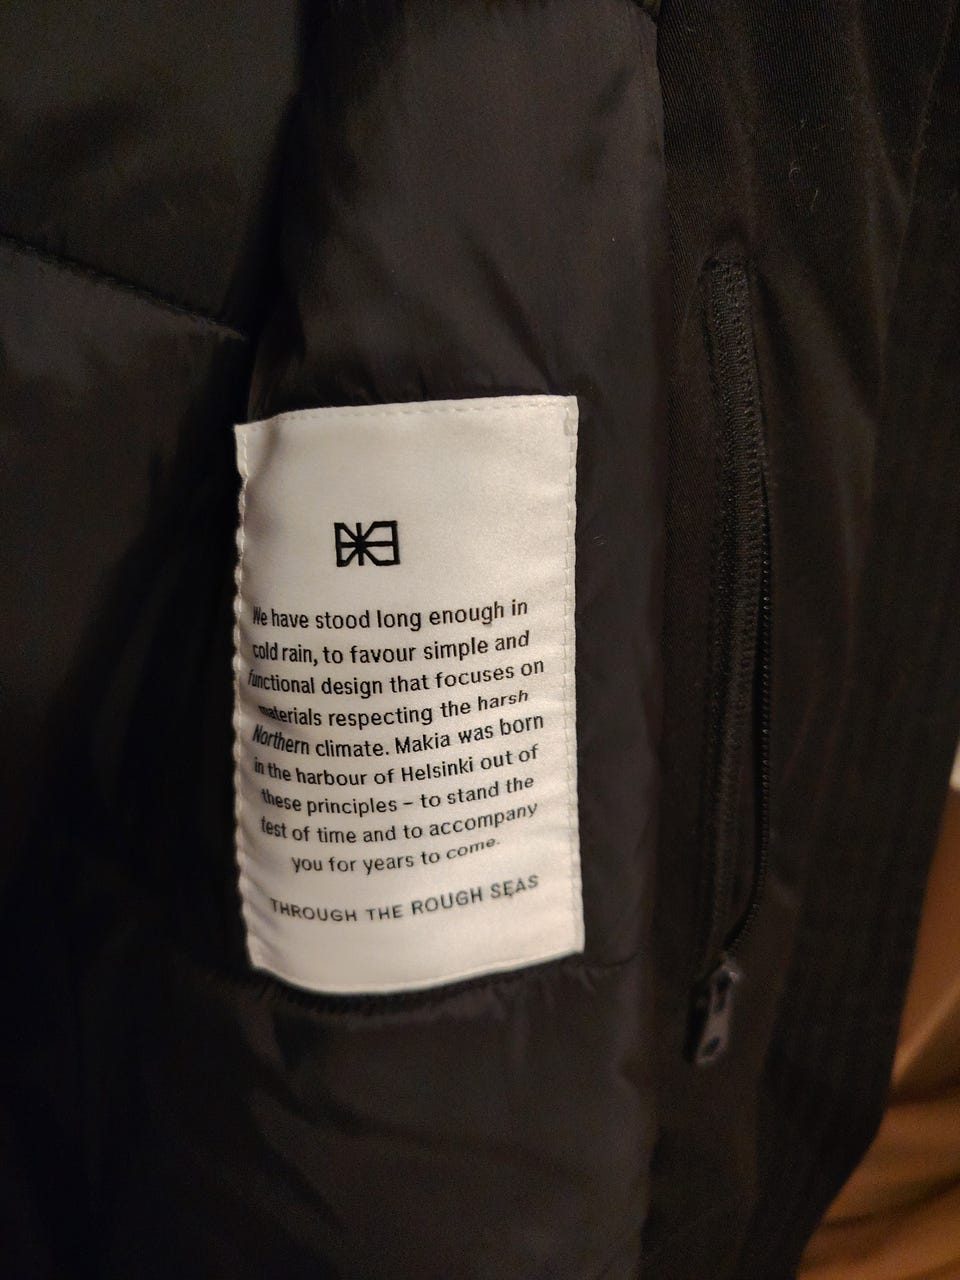 We have stood long enough in
cold rain, to favour simple and
functional design that focuses on
materials respecting the harsh
Northern climate. Makia was born
in the harbour of Helsinki out of
these principles – to stand the
test of time and to accompany
you for years to come.
THROUGH THE ROUGH SEAS